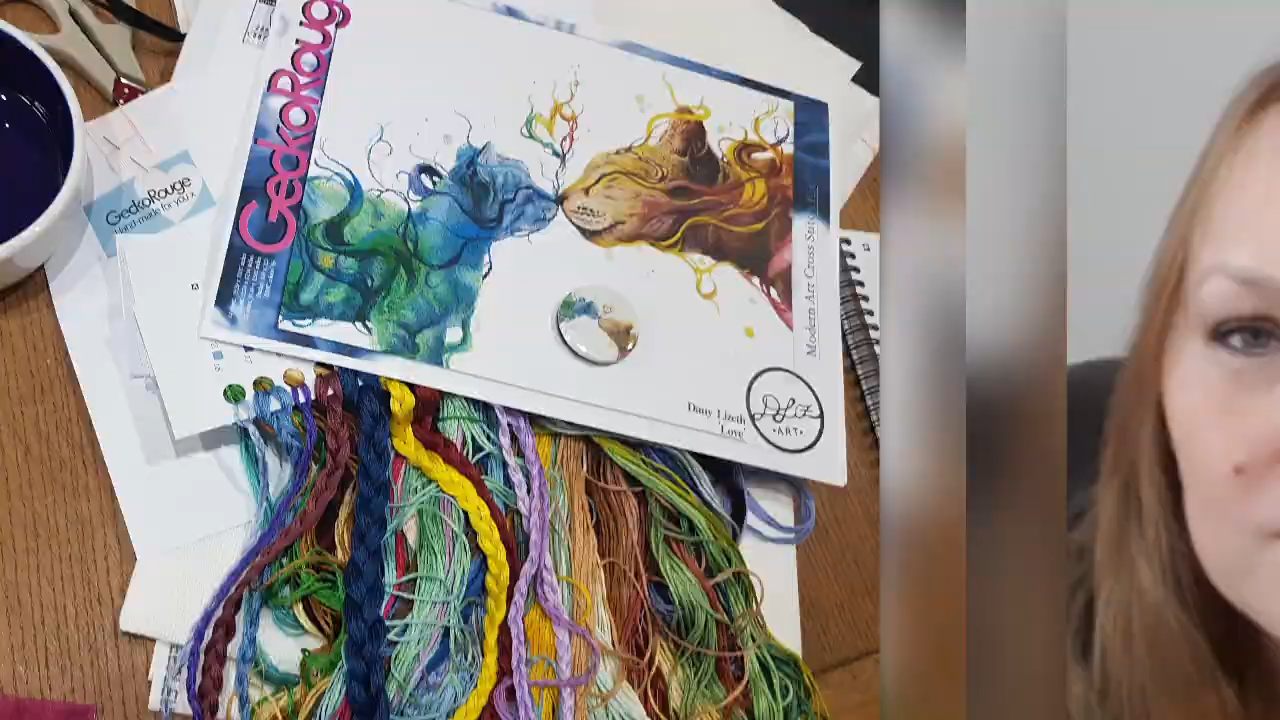 GeckoRouge
GeckoRouge
Hand-made for you x
Modern Art Cross Stitch
Dany Lizeth
'Love'
DLiz
•ART•